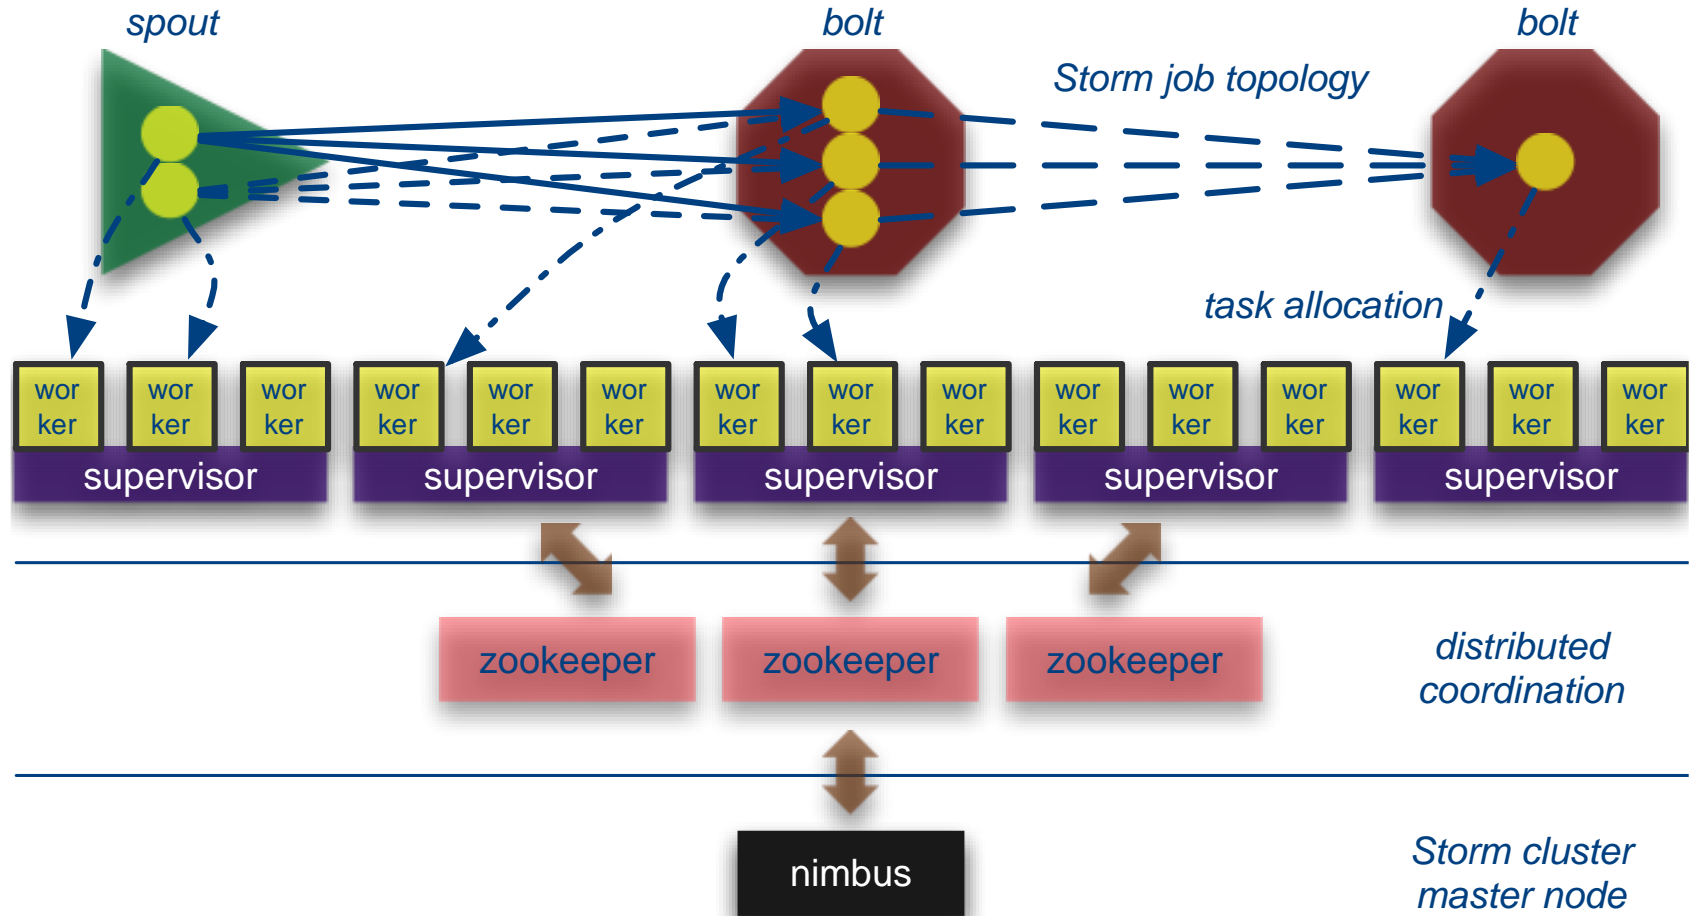 spout
bolt
bolt
Storm job topology
task allocation
wor
ker
wor
ker
wor
ker
wor
ker
wor
ker
wor
ker
wor
ker
wor
ker
wor
ker
wor
ker
wor
ker
wor
ker
wor
ker
wor
ker
wor
ker
supervisor
supervisor
supervisor
supervisor
supervisor
zookeeper
zookeeper
zookeeper
distributed
coordination
nimbus
Storm cluster
master node